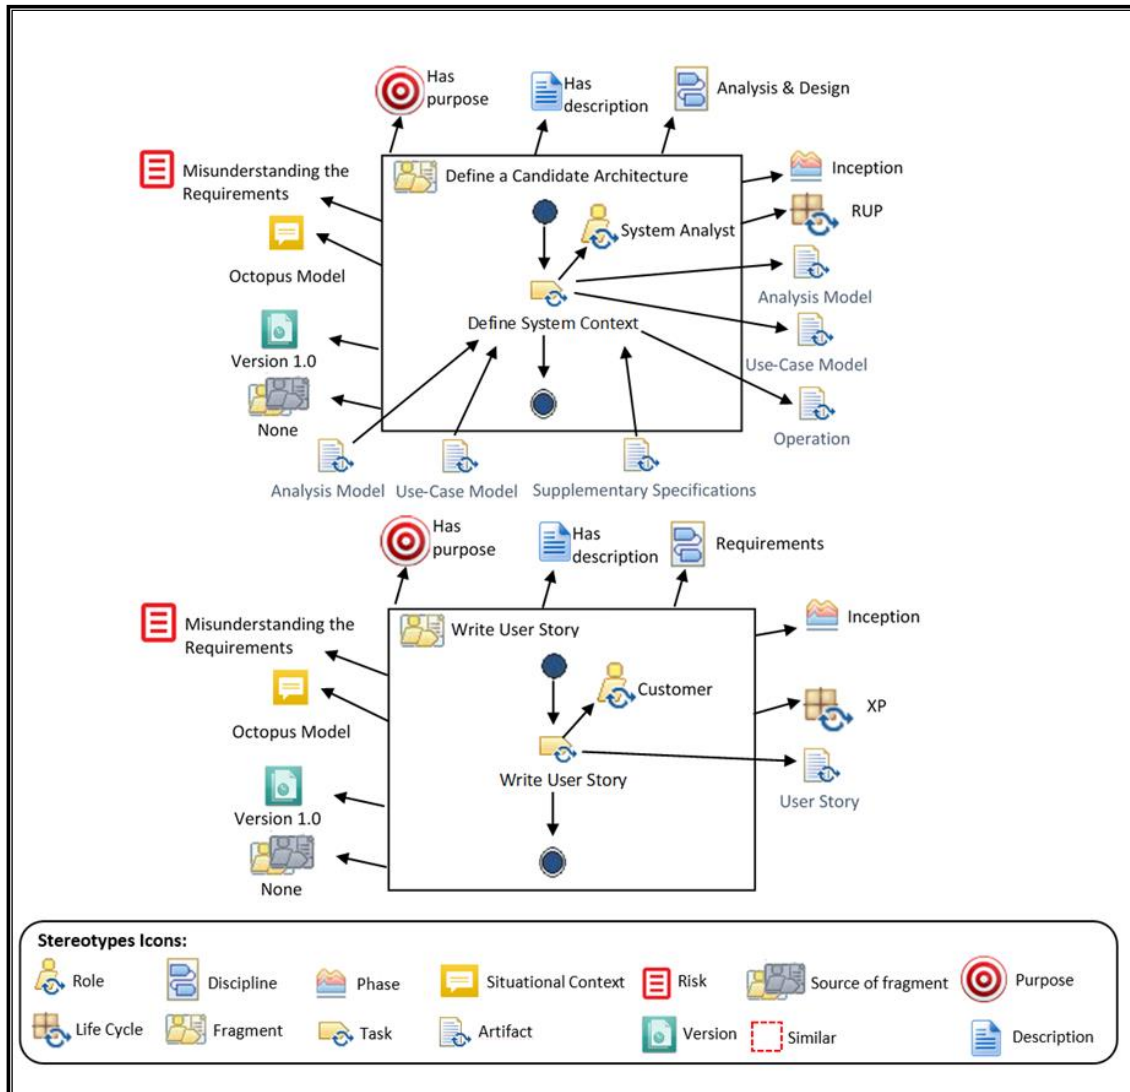 Has
purpose
Has
description
Analysis & Design
Misunderstanding the
Requirements
Define a Candidate Architecture
Inception
System Analyst
RUP
Octopus Model
Analysis Model
Define System Context
Version 1.0
Use-Case Model
None
Operation
Analysis Model
Use-Case Model
Supplementary Specifications
Has
purpose
Has
description
Requirements
Misunderstanding the
Requirements
Write User Story
Inception
Customer
XP
Octopus Model
Write User Story
User Story
Version 1.0
None
Stereotypes Icons:
Role
Discipline
Phase
Situational Context
Risk
Source of fragment
Purpose
Life Cycle
Fragment
Task
Artifact
Version
Similar
Description